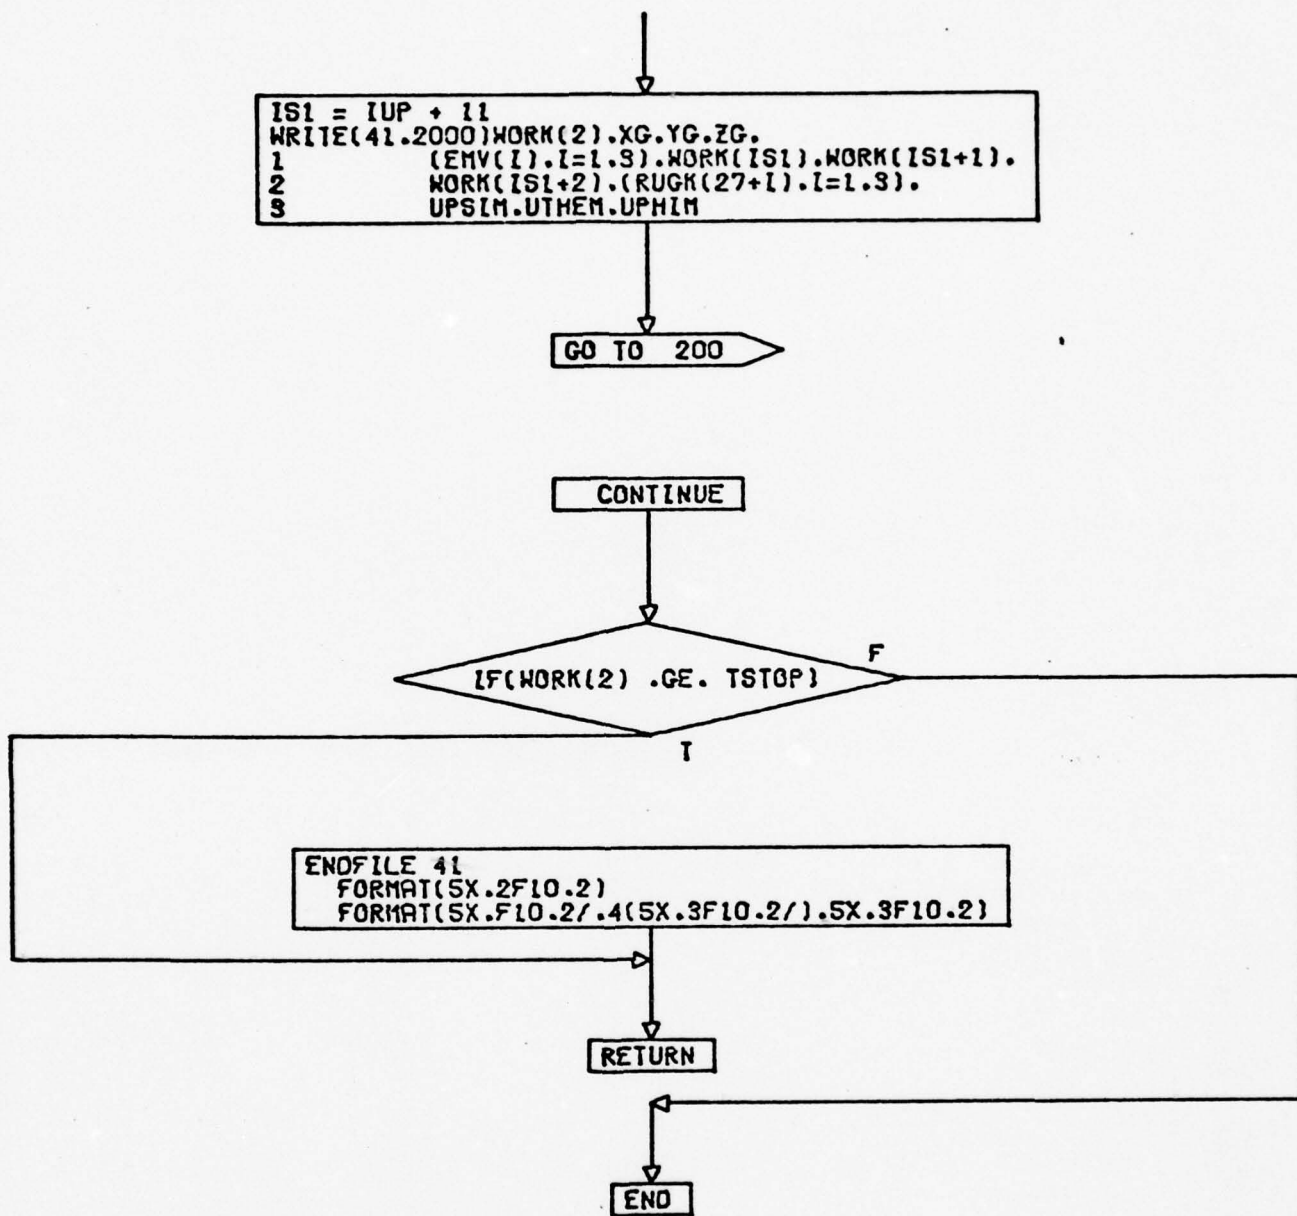 IS1 = IUP + 11
WRITE(41.2000)WORK(2).XG.YG.ZG.
1 (EMV(I).I=1.3).WORK(IS1).WORK(IS1+1).
2 WORK(IS1+2).(RUGK(27+I).I=1.3).
3 UPSIM.UTHEM.UPHIM
GO TO 200
CONTINUE
F
IF(WORK(2) .GE. TSTOP)
T
ENDFILE 41
FORMAT(5X.2F10.2)
FORMAT(5X.F10.2/.4(5X.3F10.2/).5X.3F10.2)
RETURN
END